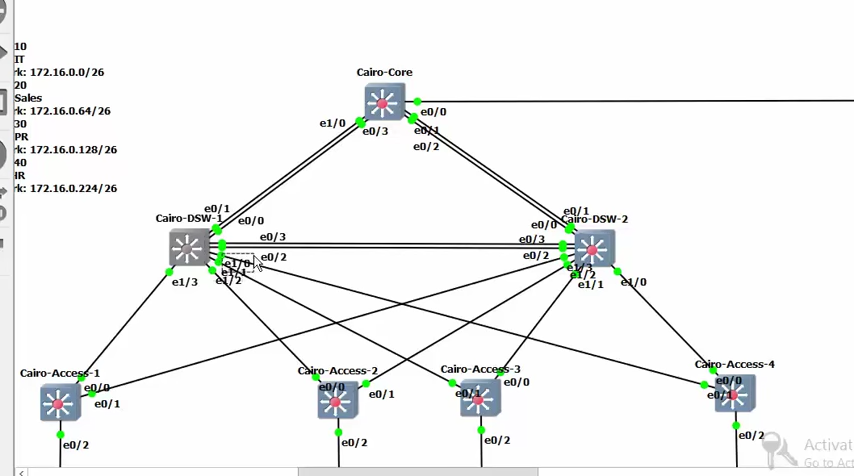 10
IT
rk: 172.16.0.0/26
20
Sales
rk: 172.16.0.64/26
30
PR
rk: 172.16.0.128/26
40
HR
rk: 172.16.0.224/26
Cairo-Core
e1/0
e0/3
e0/0
e0/1
e0/2
Cairo-DSW-1
e0/1
e0/0
e0/3
e0/2
e1/0
e1/1
e1/2
e1/3
Cairo-DSW-2
e0/1
e0/0
e0/3
e0/2
e1/3
e1/2
e1/1
e1/0
Cairo-Access-1
e0/0
e0/1
e0/2
Cairo-Access-2
e0/0
e0/1
e0/2
Cairo-Access-3
e0/0
e0/1
e0/2
Cairo-Access-4
e0/0
e0/1
e0/2
Activat
Go to Act